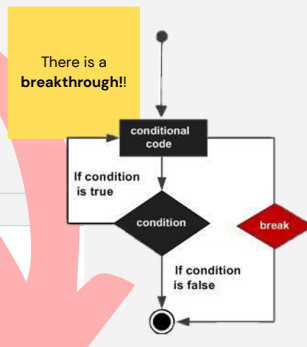 There is a
breakthrough!!
conditional
code
If condition
is true
condition
break
If condition
is false